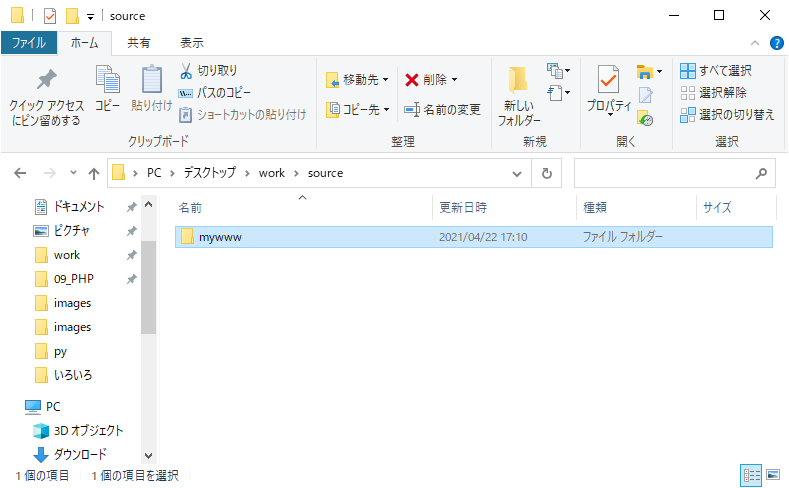 source
ファイル ホーム 共有 表示
クイック アクセス
にピン留めする
コピー
貼り付け
切り取り
パスのコピー
ショートカットの貼り付け
クリップボード
移動先
コピー先
削除
名前の変更
整理
新しい
フォルダー
新規
プロパティ
開く
すべて選択
選択解除
選択の切り替え
選択
PC デスクトップ work source
名前 更新日時 種類 サイズ
mywww 2021/04/22 17:10 ファイル フォルダー
ドキュメント
ピクチャ
work
09_PHP
images
images
py
いろいろ
PC
3D オブジェクト
ダウンロード
1 個の項目 1 個の項目を選択